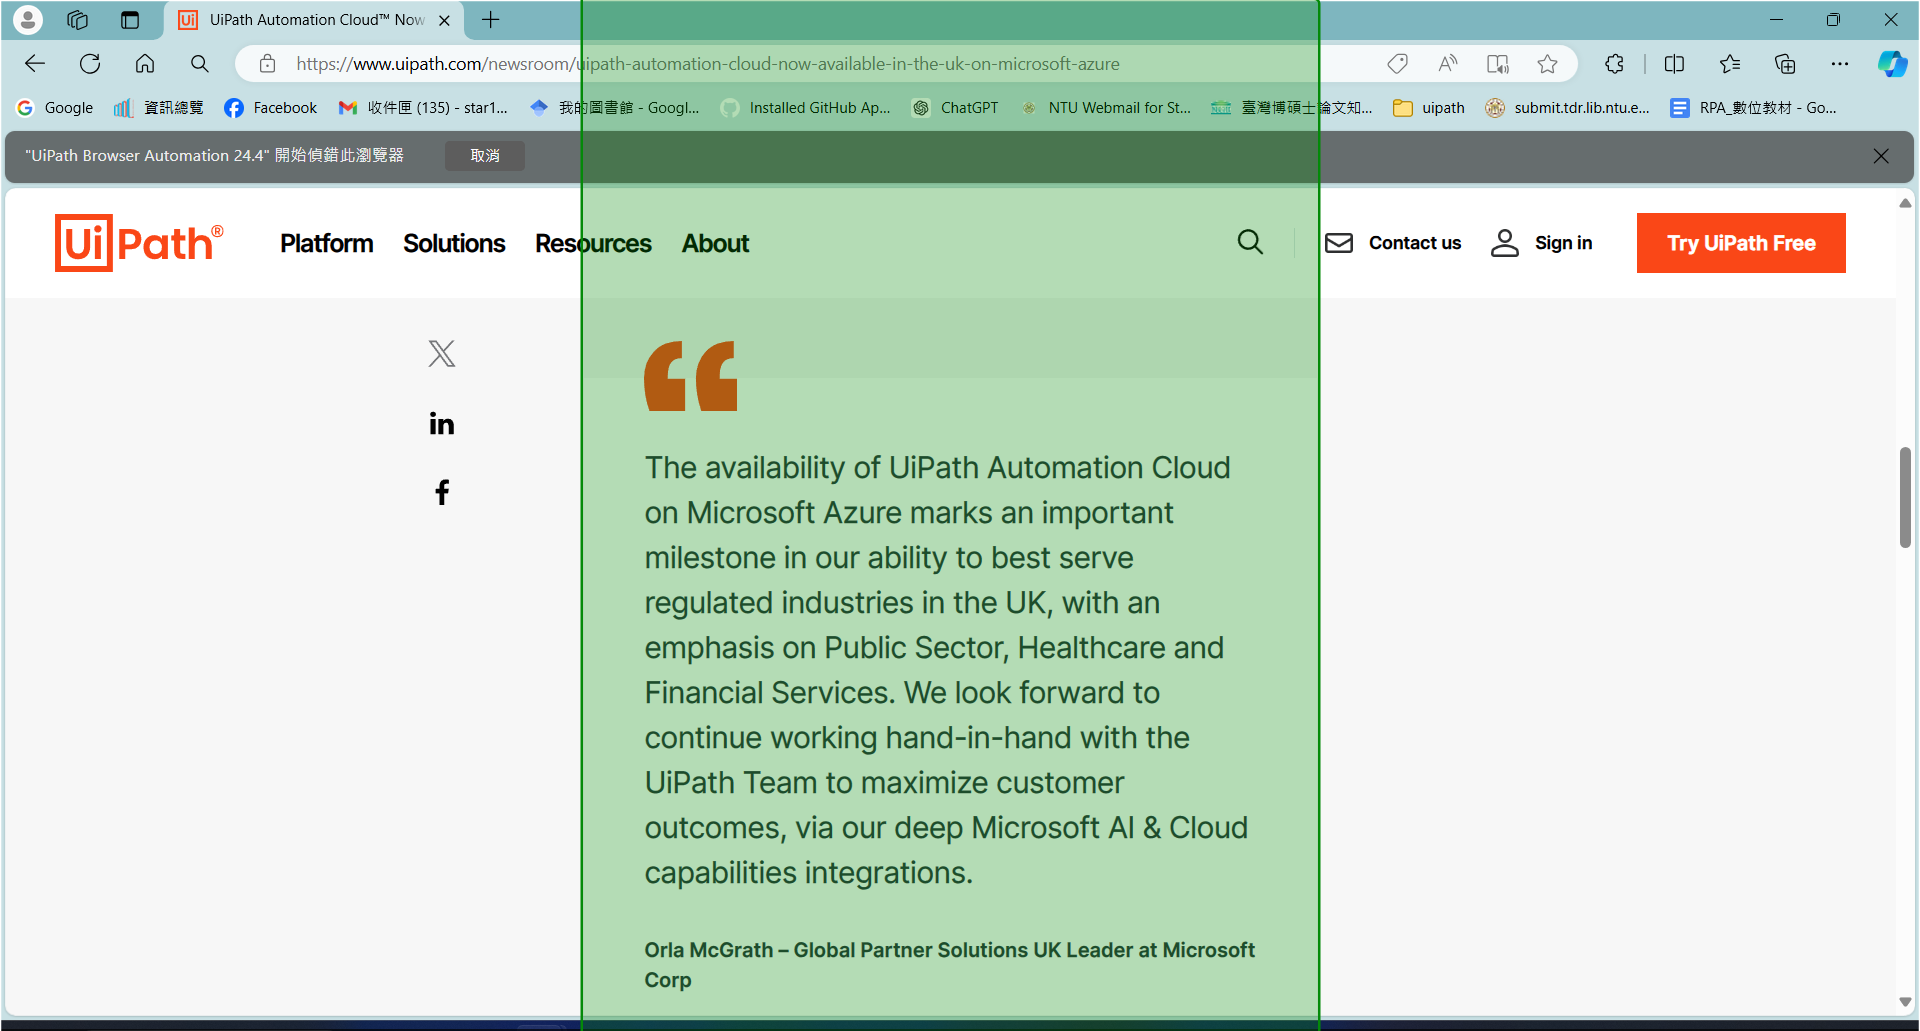 UiPath Automation Cloud™ Now
https://www.uipath.com/newsroom/uipath-automation-cloud-now-available-in-the-uk-on-microsoft-azure
Google 資訊總覽 Facebook 收件匣 (135) - star1... 我的圖書館 - Googl... Installed GitHub Ap... ChatGPT NTU Webmail for St... 臺灣博碩士論文知... uipath submit.tdr.lib.ntu.e... RPA_數位教材 - Go...
"UiPath Browser Automation 24.4" 開始偵錯此瀏覽器 取消
UiPath® Platform Solutions Resources About Contact us Sign in Try UiPath Free
“
The availability of UiPath Automation Cloud
on Microsoft Azure marks an important
milestone in our ability to best serve
regulated industries in the UK, with an
emphasis on Public Sector, Healthcare and
Financial Services. We look forward to
continue working hand-in-hand with the
UiPath Team to maximize customer
outcomes, via our deep Microsoft AI & Cloud
capabilities integrations.
Orla McGrath – Global Partner Solutions UK Leader at Microsoft
Corp